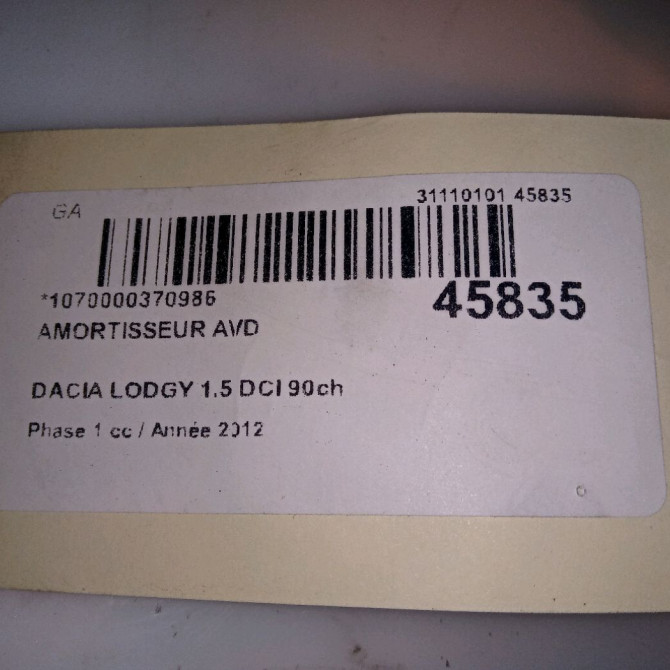 GA
31110101 45835
*1070000370986
45835
AMORTISSEUR AVD
DACIA LODGY 1.5 DCI 90ch
Phase 1 cc / Année 2012